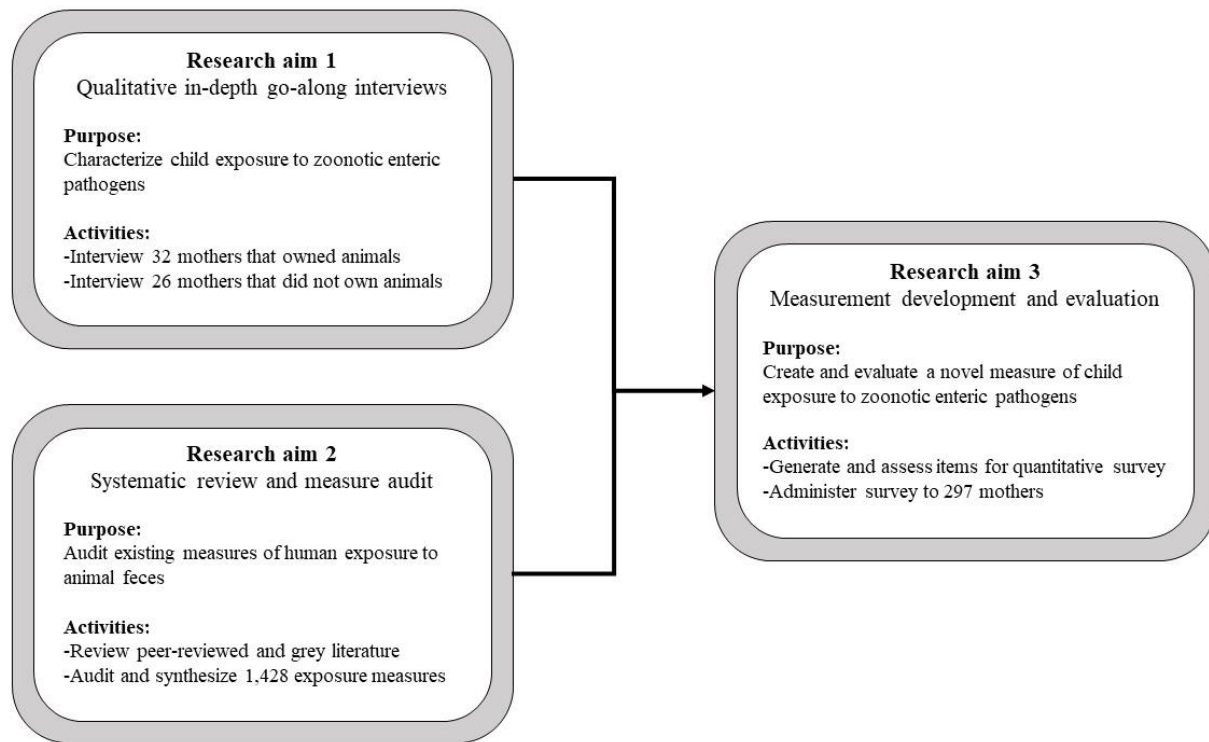 Research aim 1
Qualitative in-depth go-along interviews
Purpose:
Characterize child exposure to zoonotic enteric
pathogens
Activities:
-Interview 32 mothers that owned animals
-Interview 26 mothers that did not own animals
Research aim 2
Systematic review and measure audit
Purpose:
Audit existing measures of human exposure to
animal feces
Activities:
-Review peer-reviewed and grey literature
-Audit and synthesize 1,428 exposure measures
Research aim 3
Measurement development and evaluation
Purpose:
Create and evaluate a novel measure of child
exposure to zoonotic enteric pathogens
Activities:
-Generate and assess items for quantitative survey
-Administer survey to 297 mothers